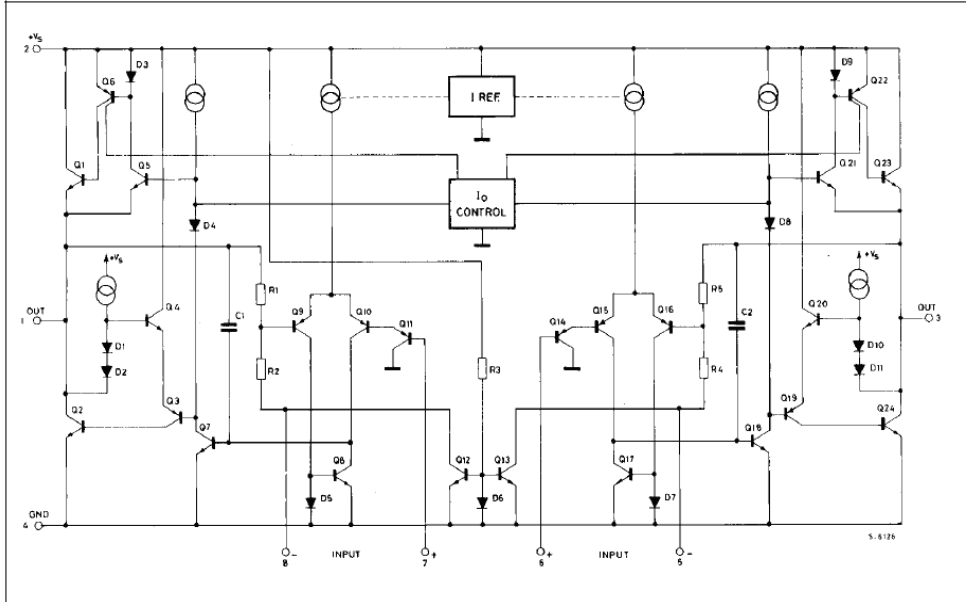 +Vs
2
D3
Q6
I REF.
D9
Q22
Q1
Q5
Io
CONTROL
Q21
Q23
D4
D8
+Vs
+Vs
R1
R5
Q4
Q20
OUT
1
C1
Q9
Q10
Q11
Q14
Q15
Q16
C2
OUT
3
D1
D10
R2
R3
R4
D2
D11
Q2
Q3
Q19
Q24
Q7
Q18
Q8
Q12
Q13
Q17
D5
D6
D7
GND
4
S-6126
8
-
INPUT
7
+
6
+
INPUT
5
-